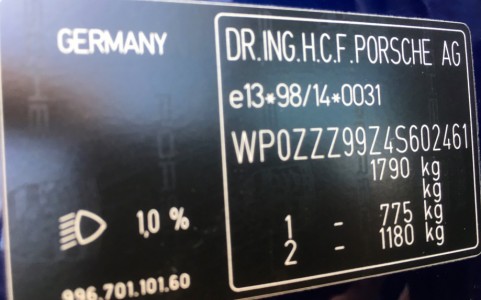 GERMANY
DR.ING.H.C.F.PORSCHE AG
e13*98/14*0031
WP0ZZZ99Z4S602461
1790 kg
kg
1 - 775 kg
2 - 1180 kg
1,0 %
996.701.101.60